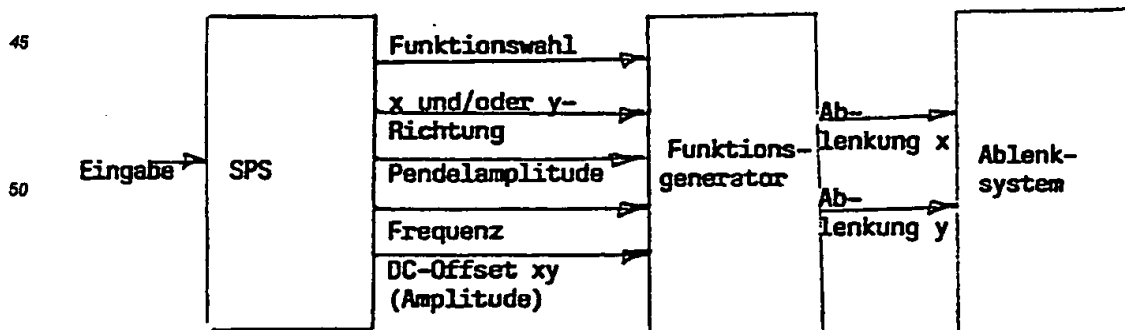 45
Funktionswahl
x und/oder y-
Richtung
Eingabe
SPS
Pendelamplitude
50
Frequenz
DC-Offset xy
(Amplitude)
Funktions-
generator
Ab-
lenkung x
Ab-
lenkung y
Ablenk-
system